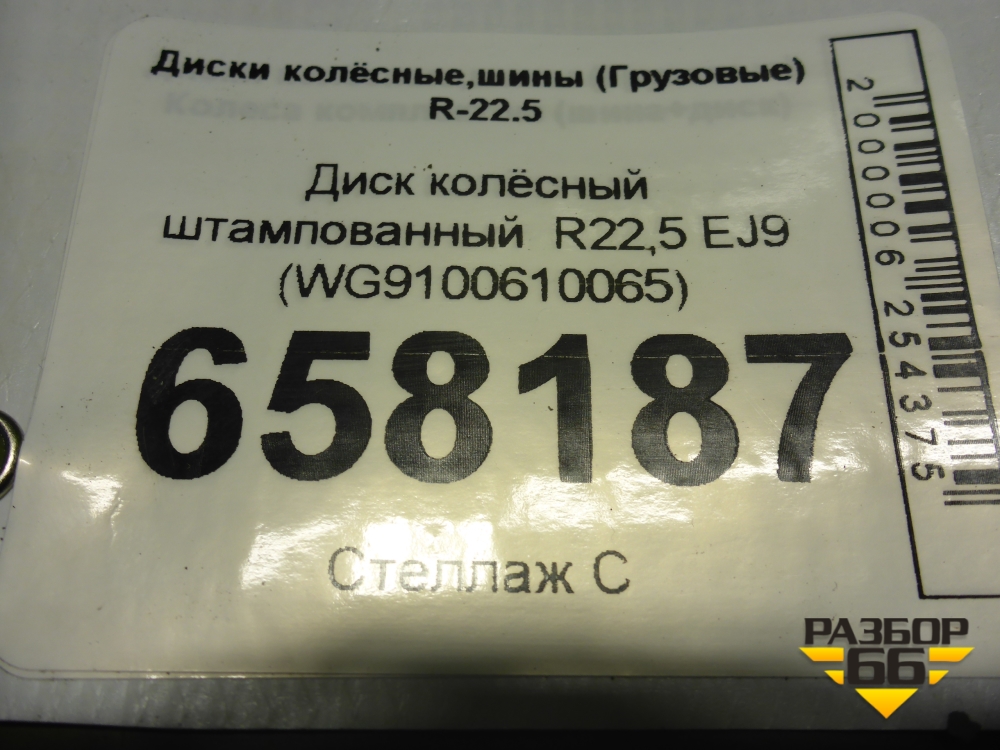 Диски колёсные,шины (Грузовые)
R-22.5
Диск колёсный
штампованный R22,5 EJ9
(WG9100610065)
658187
Стеллаж С
2000006254375
РАЗБОР
66